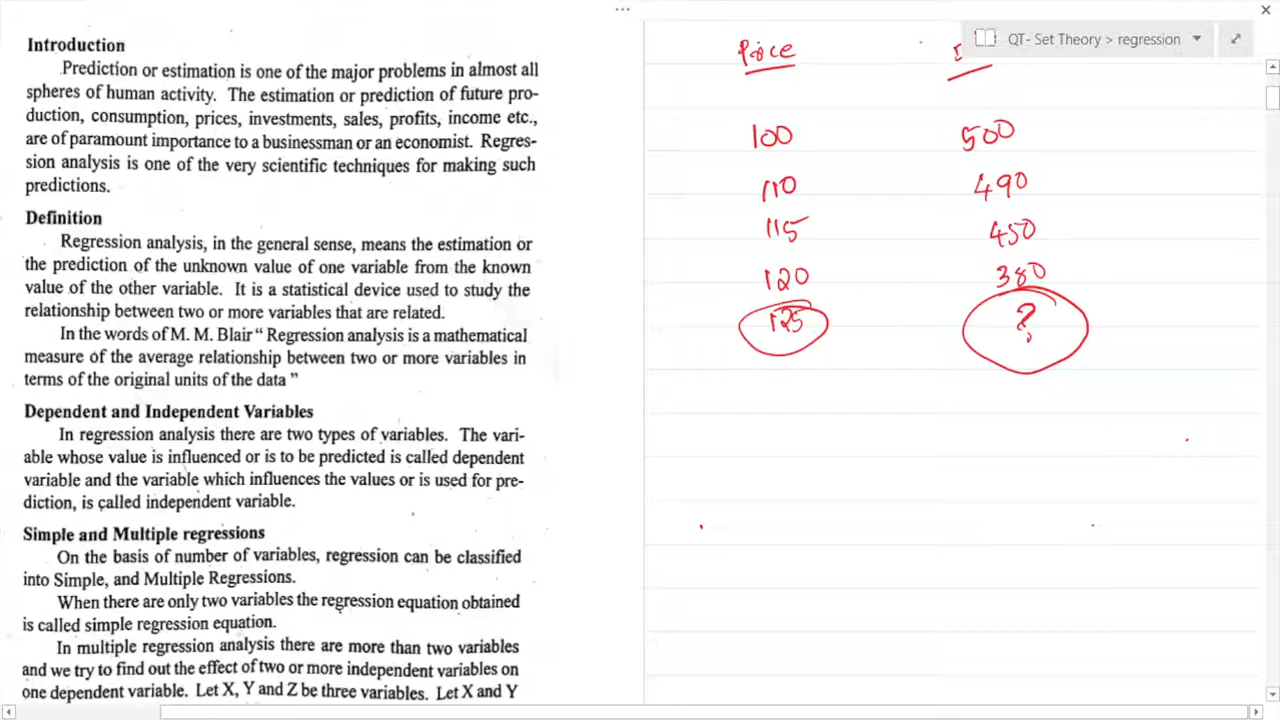 Introduction
Prediction or estimation is one of the major problems in almost all
spheres of human activity. The estimation or prediction of future pro-
duction, consumption, prices, investments, sales, profits, income etc.,
are of paramount importance to a businessman or an economist. Regres-
sion analysis is one of the very scientific techniques for making such
predictions.
Definition
Regression analysis, in the general sense, means the estimation or
the prediction of the unknown value of one variable from the known
value of the other variable. It is a statistical device used to study the
relationship between two or more variables that are related.
In the words of M. M. Blair “ Regression analysis is a mathematical
measure of the average relationship between two or more variables in
terms of the original units of the data ”
Dependent and Independent Variables
In regression analysis there are two types of variables. The vari-
able whose value is influenced or is to be predicted is called dependent
variable and the variable which influences the values or is used for pre-
diction, is called independent variable.
Simple and Multiple regressions
On the basis of number of variables, regression can be classified
into Simple, and Multiple Regressions.
When there are only two variables the regression equation obtained
is called simple regression equation.
In multiple regression analysis there are more than two variables
and we try to find out the effect of two or more independent variables on
one dependent variable. Let X, Y and Z be three variables. Let X and Y
QT- Set Theory > regression
Price
100 500
110 490
115 450
120 380
125 ?